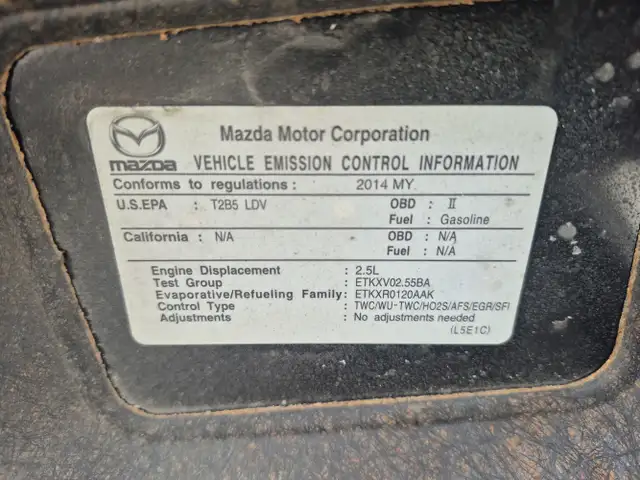 Mazda Motor Corporation
mazda VEHICLE EMISSION CONTROL INFORMATION
Conforms to regulations : 2014 MY
U.S.EPA : T2B5 LDV OBD : II
Fuel : Gasoline
California : N/A OBD : N/A
Fuel : N/A
Engine Displacement : 2.5L
Test Group : ETKXV02.55BA
Evaporative/Refueling Family: ETKXR0120AAK
Control Type : TWC/WU-TWC/HO2S/AFS/EGR/SFI
Adjustments : No adjustments needed
(L5E1C)